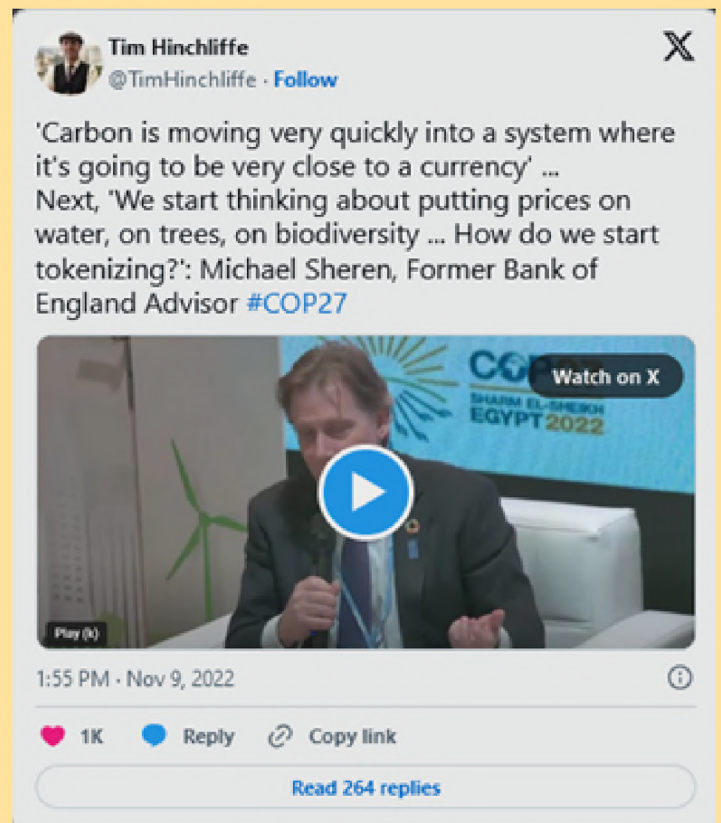 Tim Hinchliffe
@TimHinchliffe · Follow
'Carbon is moving very quickly into a system where
it's going to be very close to a currency' ...
Next, 'We start thinking about putting prices on
water, on trees, on biodiversity ... How do we start
tokenizing?': Michael Sheren, Former Bank of
England Advisor #COP27
Watch on X
SHARM EL-SHEIKH
EGYPT 2022
Play (k)
1:55 PM · Nov 9, 2022
1K Reply Copy link
Read 264 replies